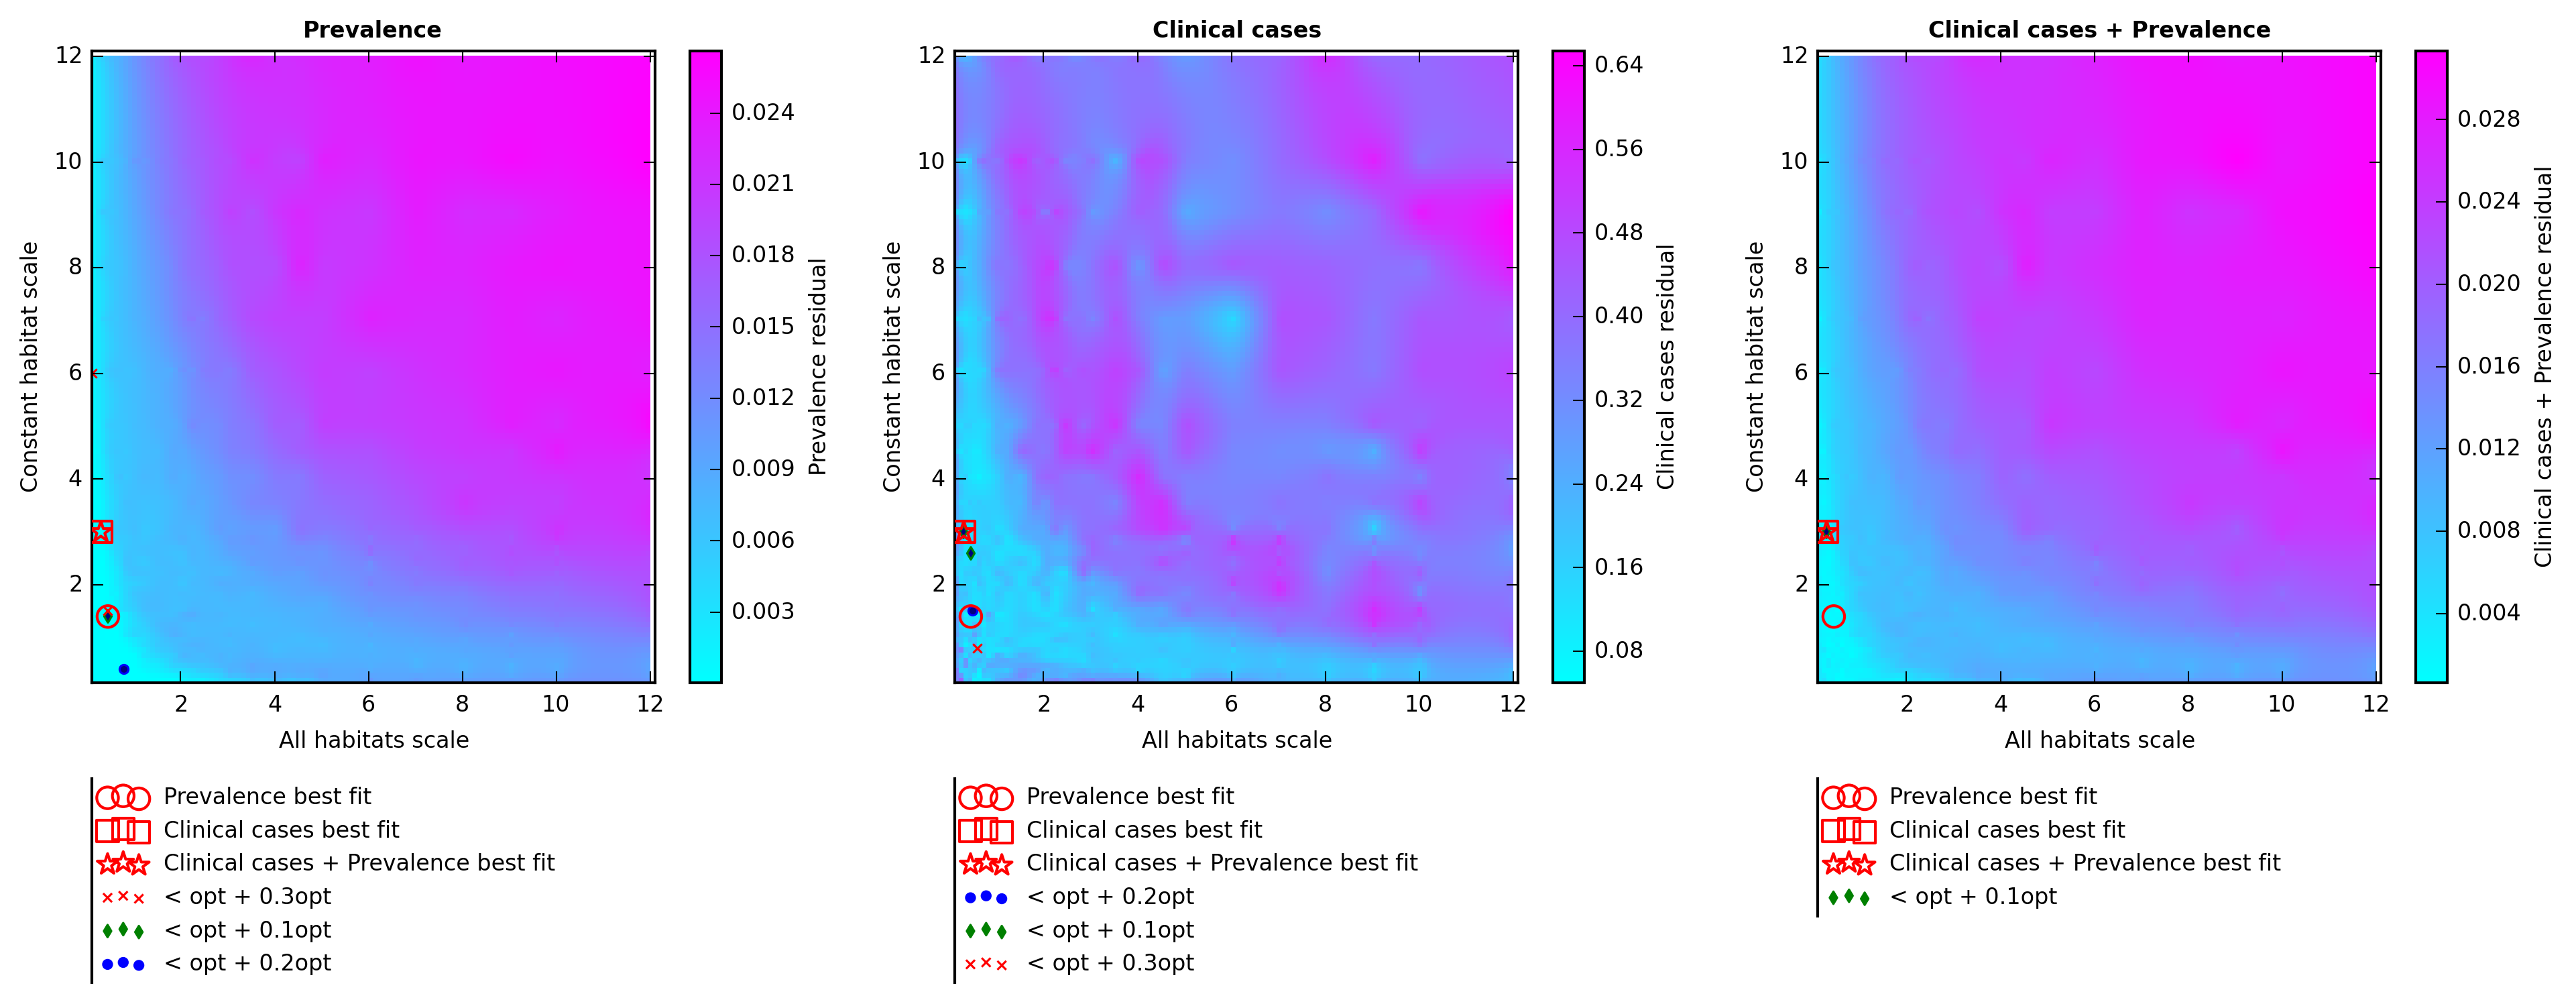 Prevalence
12
10
8
6
4
2
2 4 6 8 10 12
Constant habitat scale
All habitats scale
0.024
0.021
0.018
0.015
0.012
0.009
0.006
0.003
Prevalence residual
Prevalence best fit
Clinical cases best fit
Clinical cases + Prevalence best fit
< opt + 0.3opt
< opt + 0.1opt
< opt + 0.2opt
Clinical cases
12
10
8
6
4
2
2 4 6 8 10 12
Constant habitat scale
All habitats scale
0.64
0.56
0.48
0.40
0.32
0.24
0.16
0.08
Clinical cases residual
Prevalence best fit
Clinical cases best fit
Clinical cases + Prevalence best fit
< opt + 0.2opt
< opt + 0.1opt
< opt + 0.3opt
Clinical cases + Prevalence
12
10
8
6
4
2
2 4 6 8 10 12
Constant habitat scale
All habitats scale
0.028
0.024
0.020
0.016
0.012
0.008
0.004
Clinical cases + Prevalence residual
Prevalence best fit
Clinical cases best fit
Clinical cases + Prevalence best fit
< opt + 0.1opt